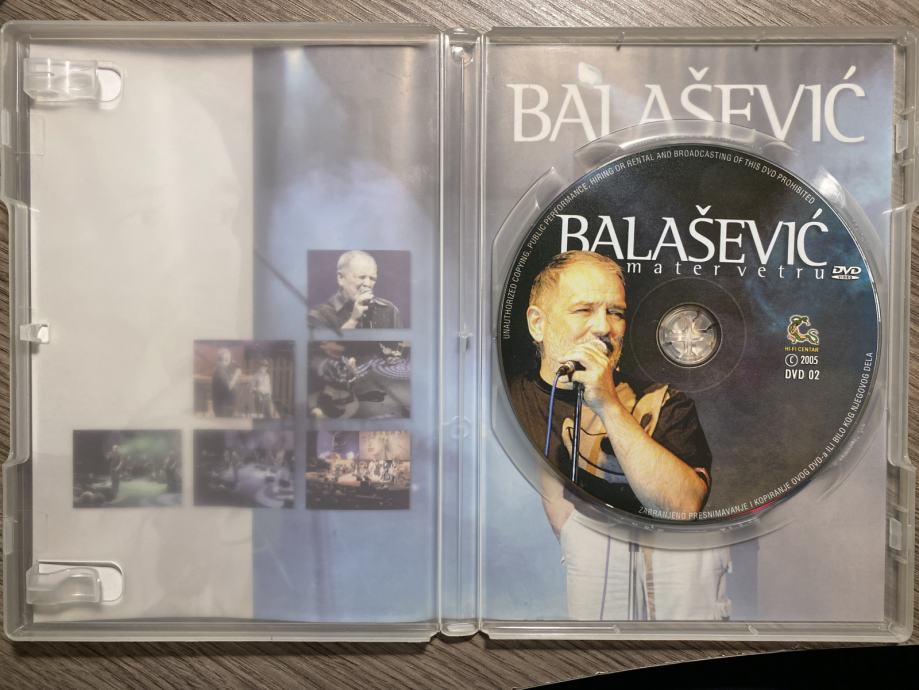 BALAŠEVIĆ
UNAUTHORIZED COPYING, PUBLIC PERFORMANCE, HIRING OR RENTAL AND BROADCASTING OF THIS DVD PROHIBITED
BALAŠEVIĆ
matervetru
DVD
VIDEO
HI-FI CENTAR
© 2005
DVD 02
ZABRANJENO PRESNIMAVANJE I KOPIRANJE OVOG DVD-a ILI BILO KOG NJEGOVOG DELA